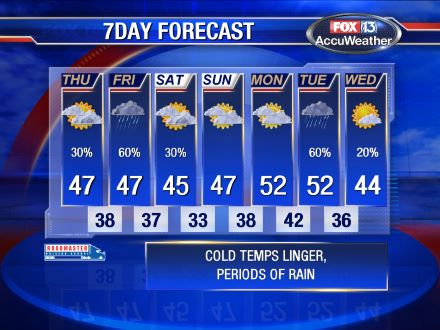 7DAY FORECAST
FOX 13
AccuWeather
THU FRI SAT SUN MON TUE WED
30% 60% 30% 60% 20%
47 47 45 47 52 52 44
38 37 33 38 42 36
ROADMASTER
COLD TEMPS LINGER,
PERIODS OF RAIN